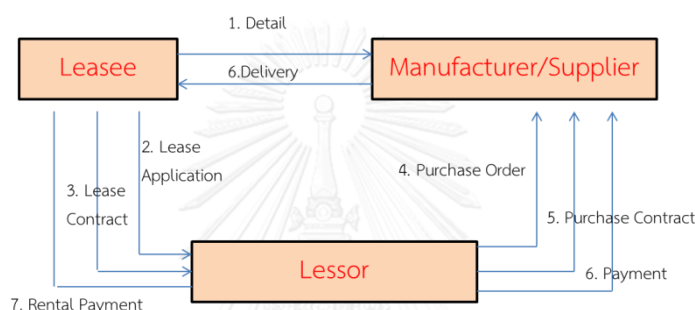 1. Detail
Leasee
Manufacturer/Supplier
6.Delivery
2. Lease
Application
3. Lease
Contract
4. Purchase Order
5. Purchase Contract
Lessor
6. Payment
7. Rental Payment